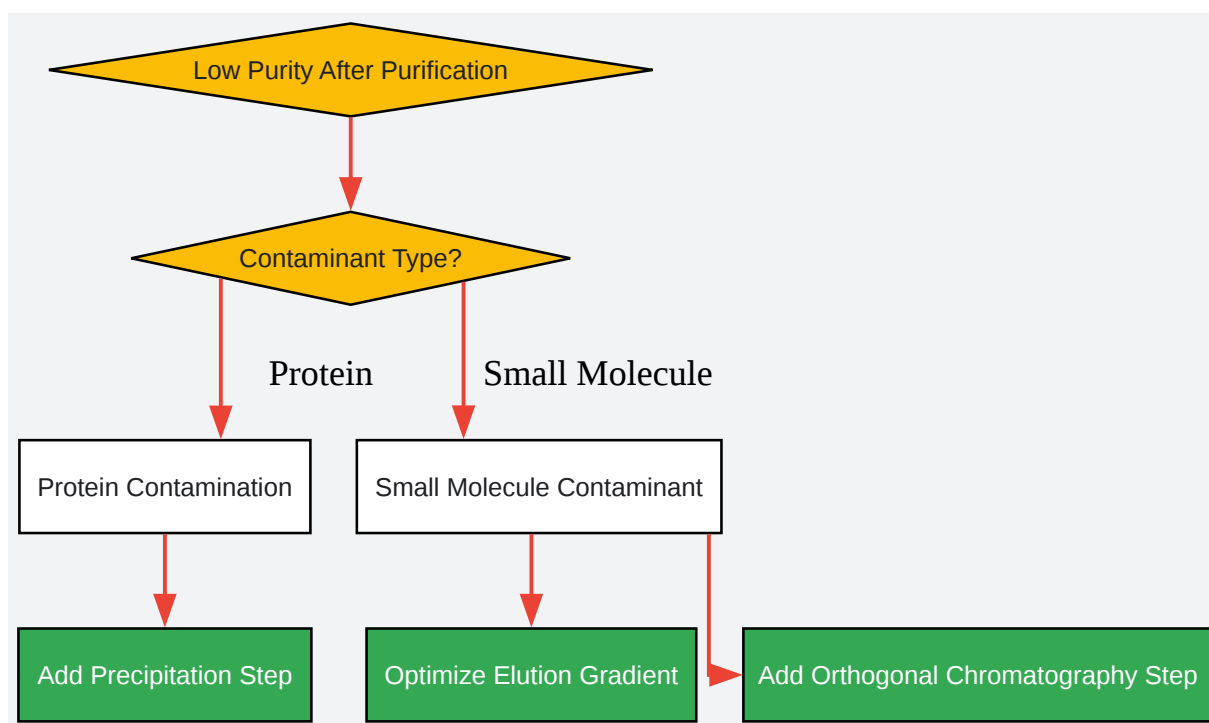 Low Purity After Purification
Contaminant Type?
Protein
Small Molecule
Protein Contamination
Small Molecule Contaminant
Add Precipitation Step
Optimize Elution Gradient
Add Orthogonal Chromatography Step